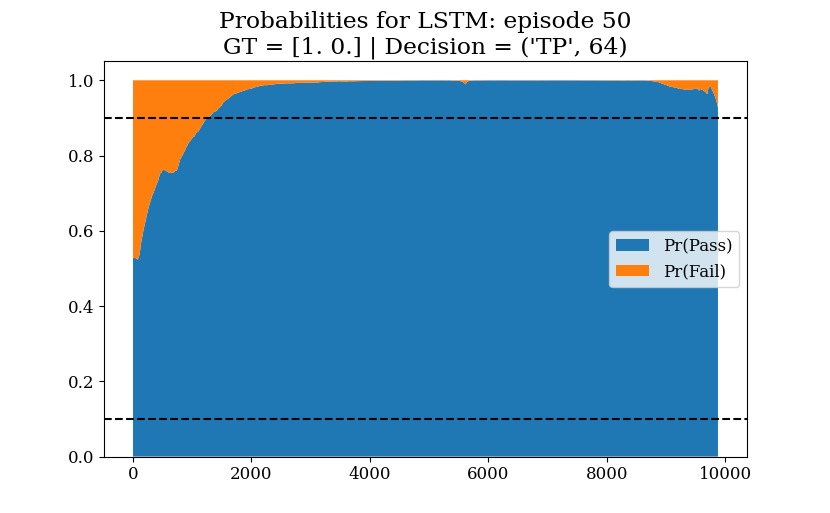 Probabilities for LSTM: episode 50
GT = [1. 0.] | Decision = ('TP', 64)
1.0
0.8
0.6
0.4
0.2
0.0
Pr(Pass)
Pr(Fail)
0 2000 4000 6000 8000 10000